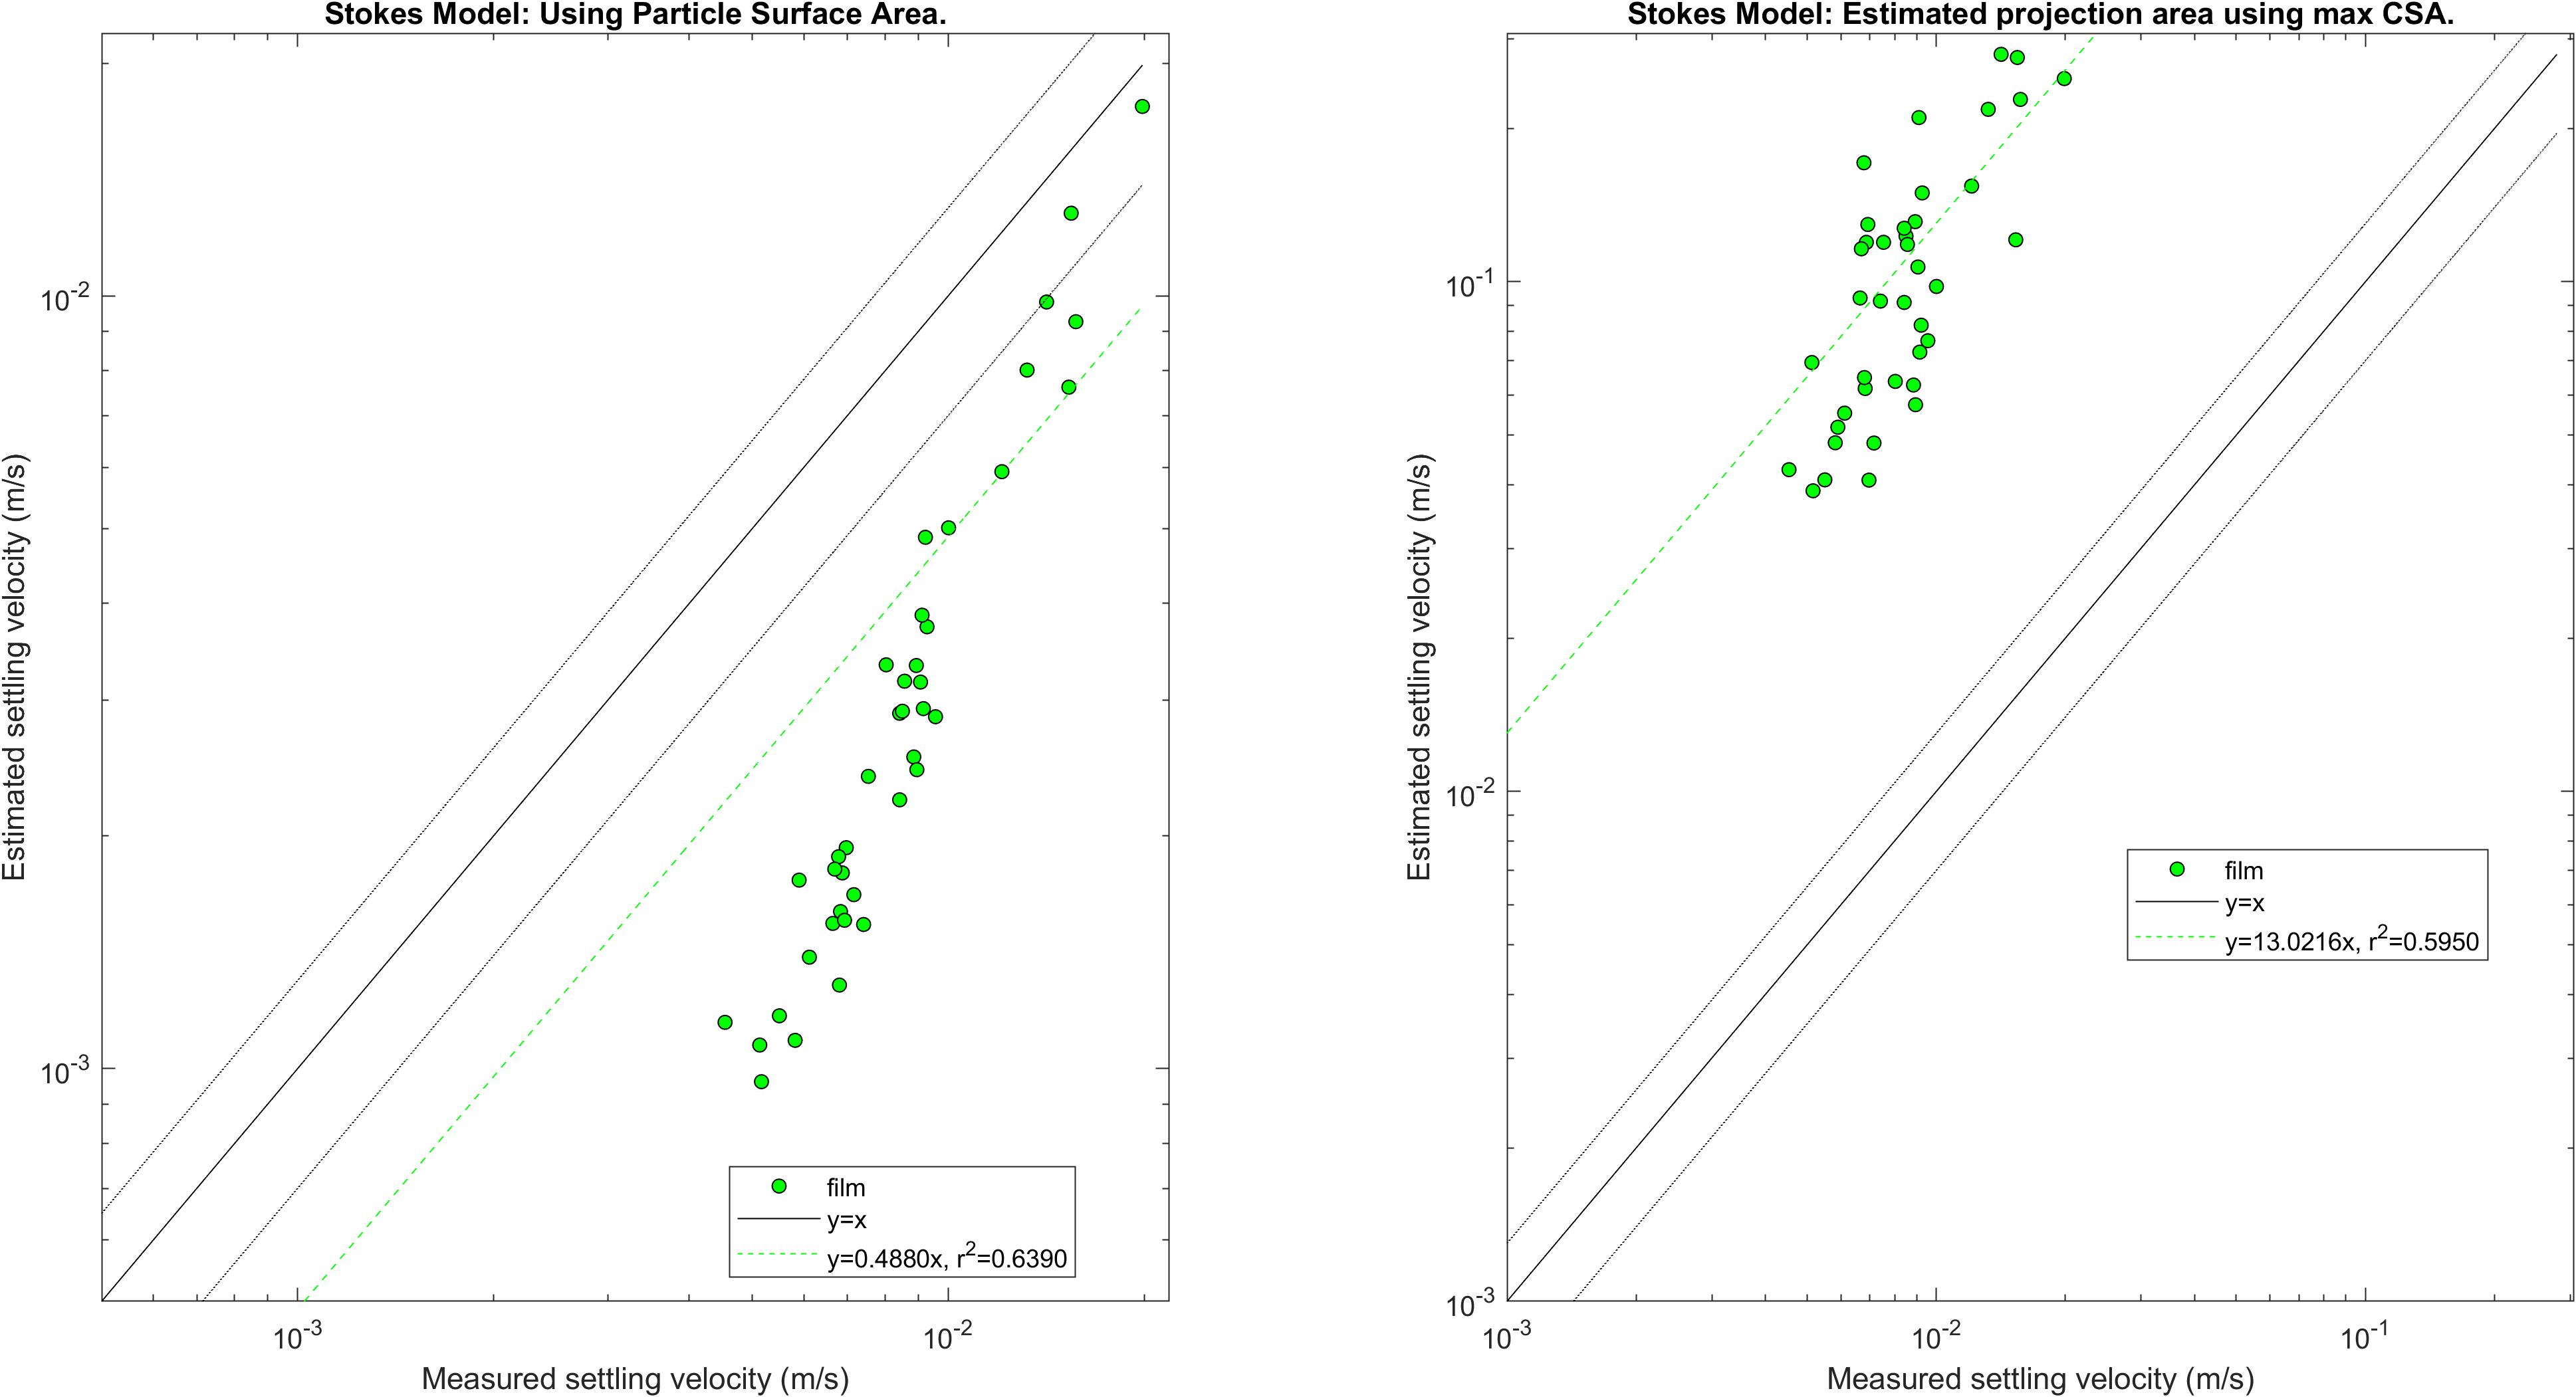 Stokes Model: Using Particle Surface Area.
Estimated settling velocity (m/s)
10-2
10-3
film
y=x
y=0.4880x, r2=0.6390
10-3
10-2
Measured settling velocity (m/s)
Stokes Model: Estimated projection area using max CSA.
Estimated settling velocity (m/s)
10-1
10-2
10-3
film
y=x
y=13.0216x, r2=0.5950
10-3
10-2
10-1
Measured settling velocity (m/s)